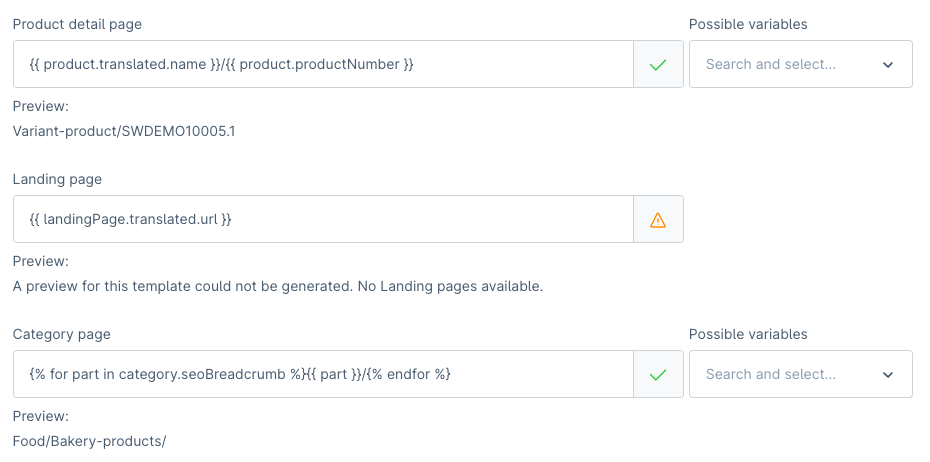 Product detail page
Possible variables
{{ product.translated.name }}/{{ product.productNumber }}
Search and select...
Preview:
Variant-product/SWDEMO10005.1
Landing page
{{ landingPage.translated.url }}
Preview:
A preview for this template could not be generated. No Landing pages available.
Category page
Possible variables
{% for part in category.seoBreadcrumb %}{{ part }}/{% endfor %}
Search and select...
Preview:
Food/Bakery-products/